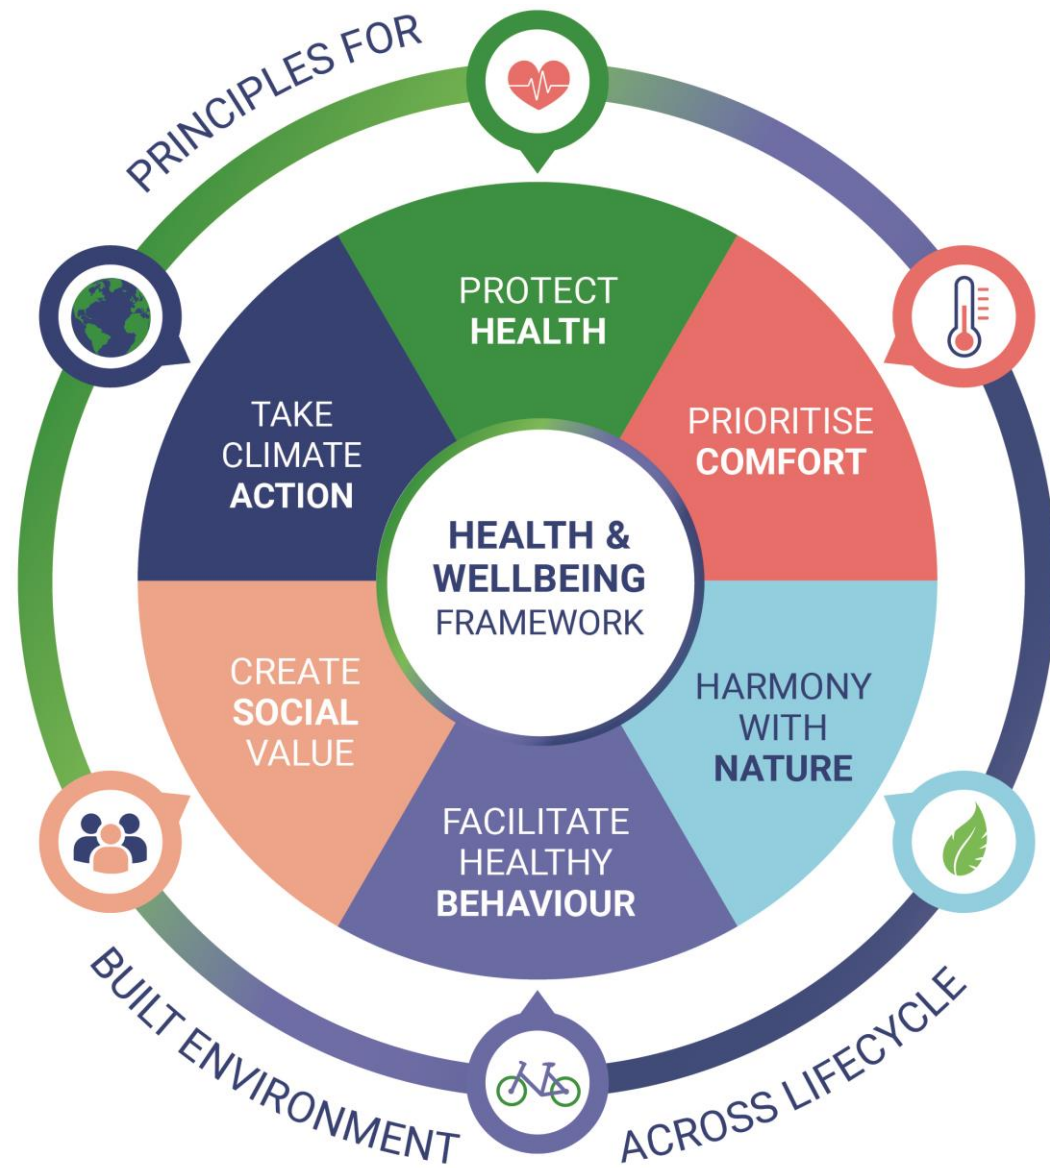 PRINCIPLES FOR
PROTECT
HEALTH
PRIORITISE
COMFORT
HARMONY
WITH
NATURE
FACILITATE
HEALTHY
BEHAVIOUR
CREATE
SOCIAL
VALUE
TAKE
CLIMATE
ACTION
HEALTH &
WELLBEING
FRAMEWORK
BUILT ENVIRONMENT
ACROSS LIFECYCLE